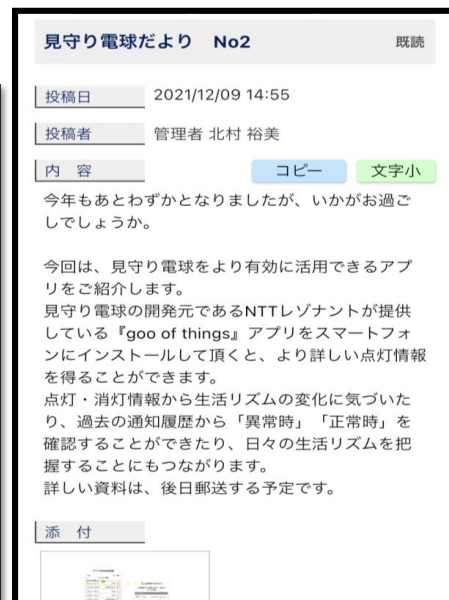 見守り電球だより　No2
既読
投稿日
2021/12/09 14:55
投稿者
管理者 北村 裕美
内　容
コピー
文字小
今年もあとわずかとなりましたが、いかがお過ご
しでしょうか。
今回は、見守り電球をより有効に活用できるアプ
リをご紹介します。
見守り電球の開発元であるNTTレゾナントが提供
している『goo of things』アプリをスマートフォ
ンにインストールして頂くと、より詳しい点灯情報
を得ることができます。
点灯・消灯情報から生活リズムの変化に気づいた
り、過去の通知履歴から「異常時」「正常時」を
確認することができたり、日々の生活リズムを把
握することにもつながります。
詳しい資料は、後日郵送する予定です。
添　付